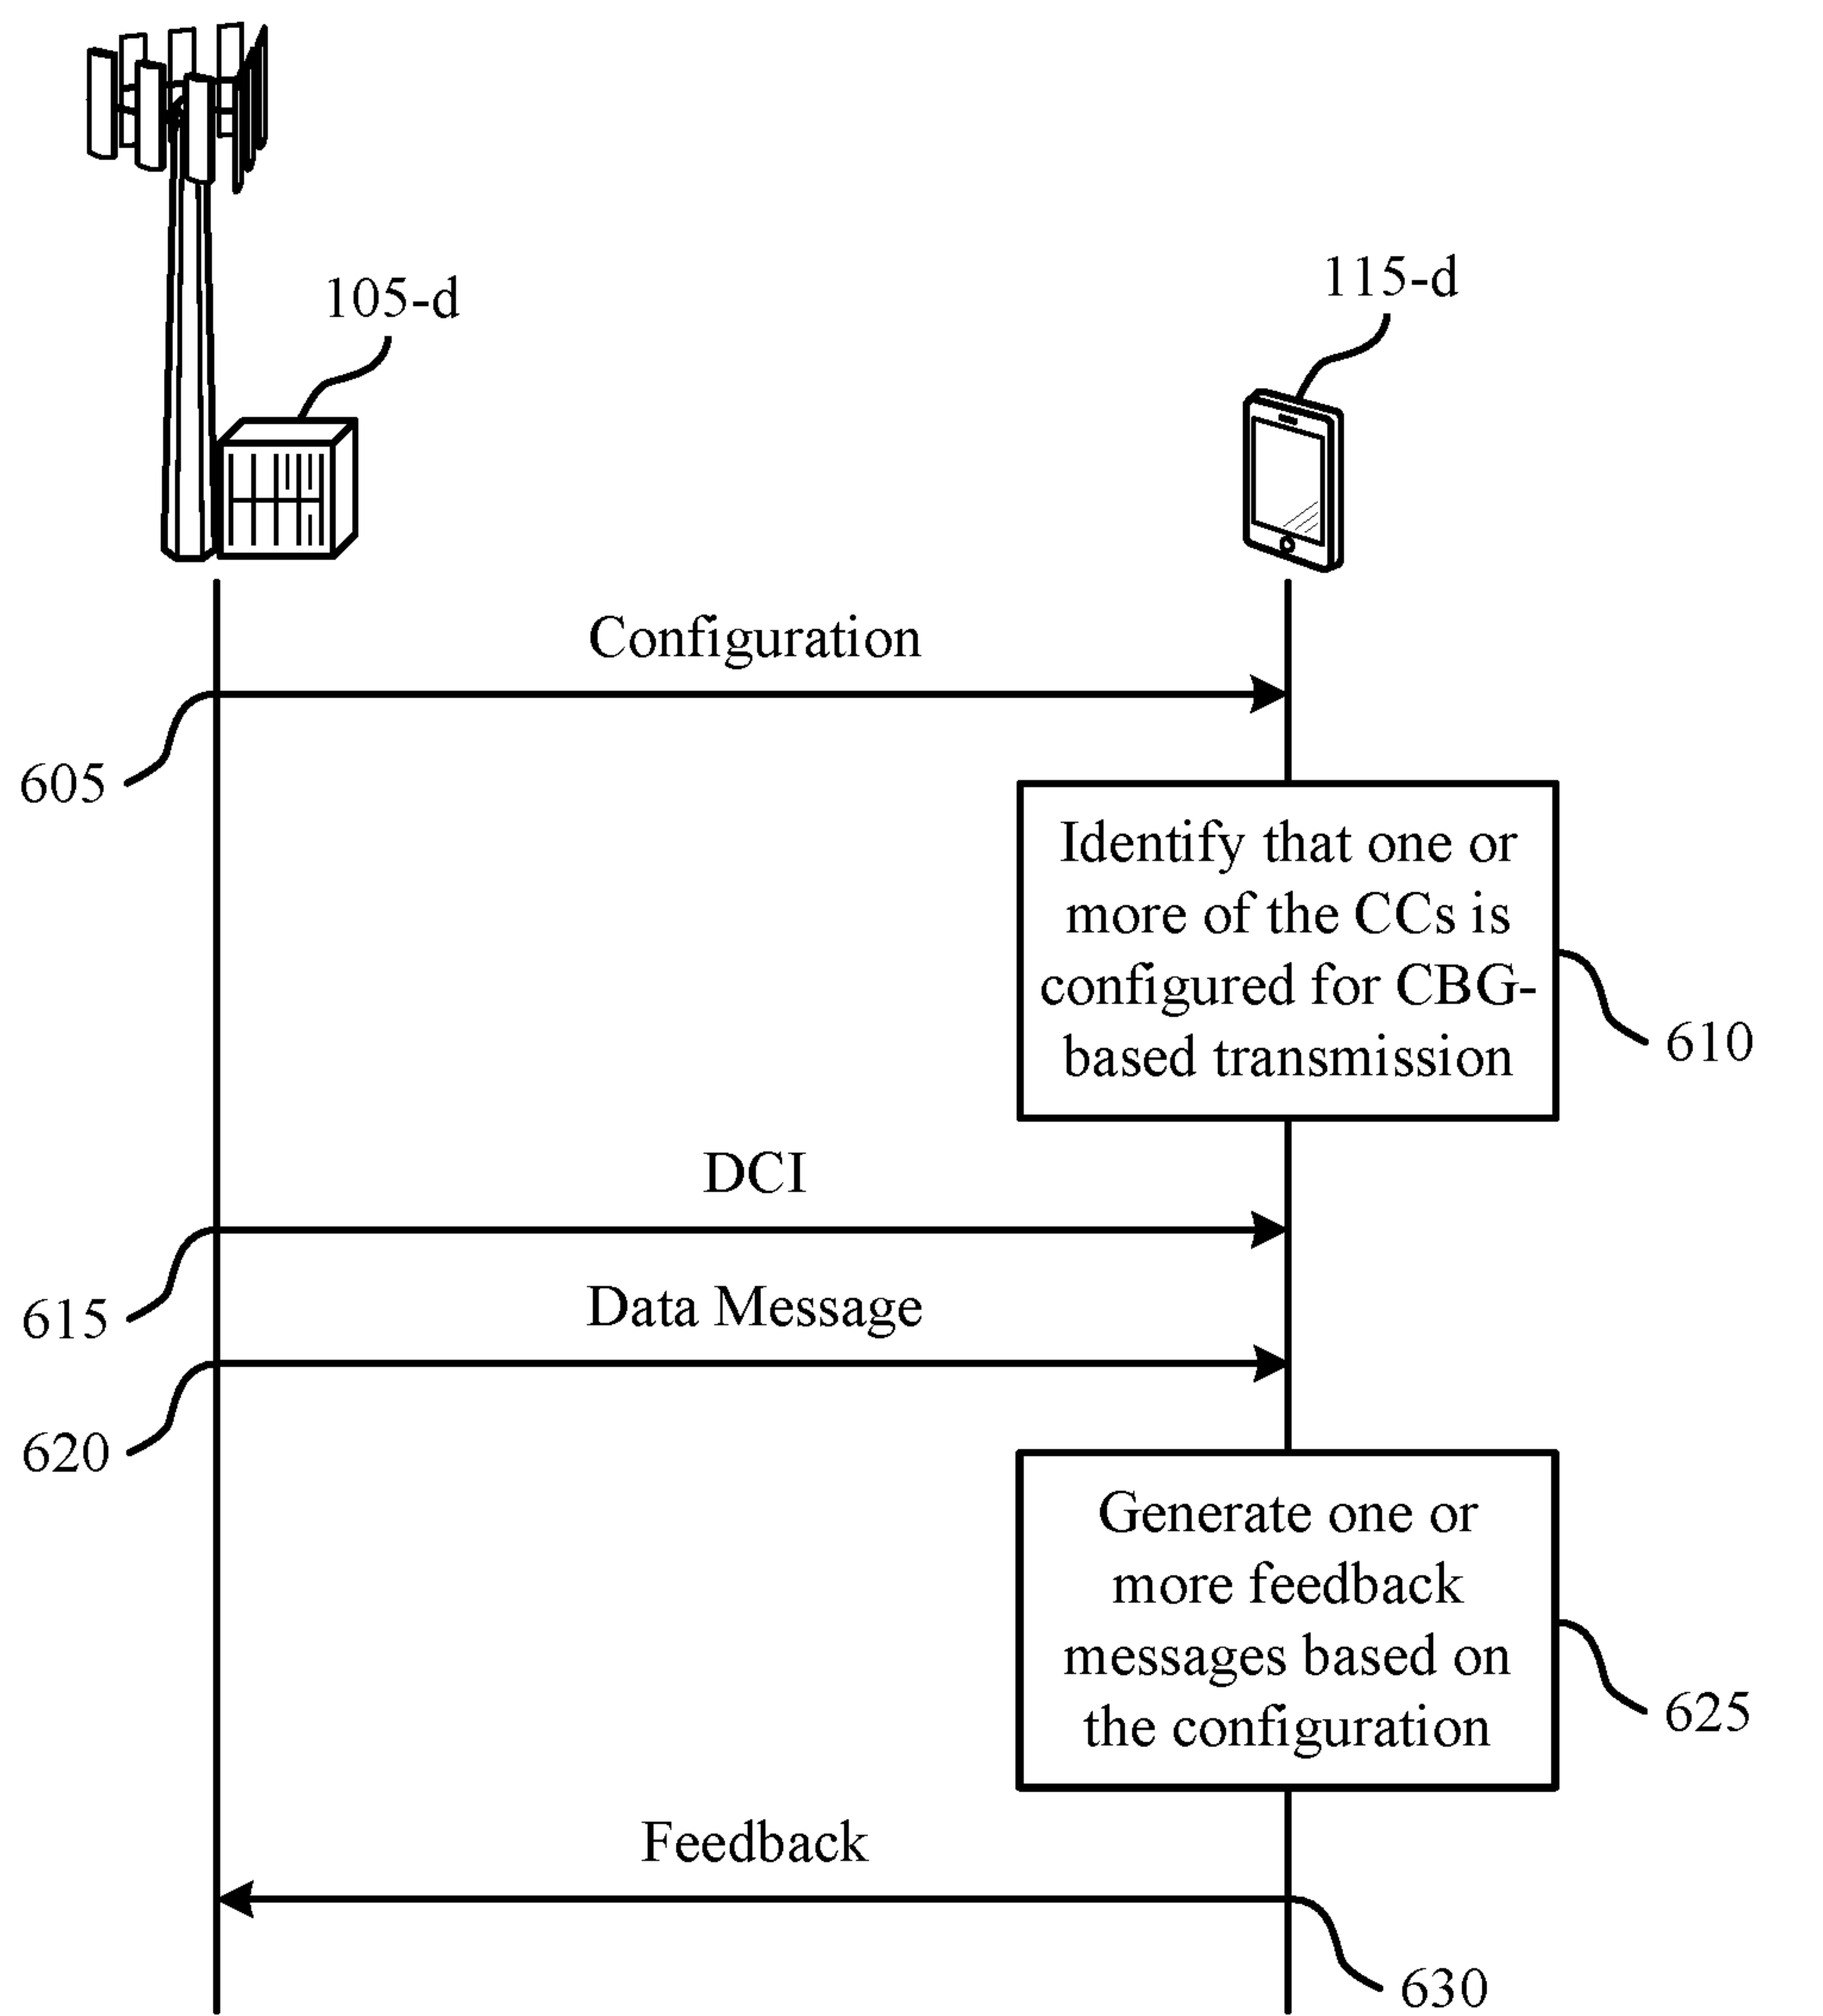 105-d
115-d
Configuration
605
Identify that one or
more of the CCs is
configured for CBG-
based transmission
610
DCI
615
Data Message
620
Generate one or
more feedback
messages based on
the configuration
625
Feedback
630